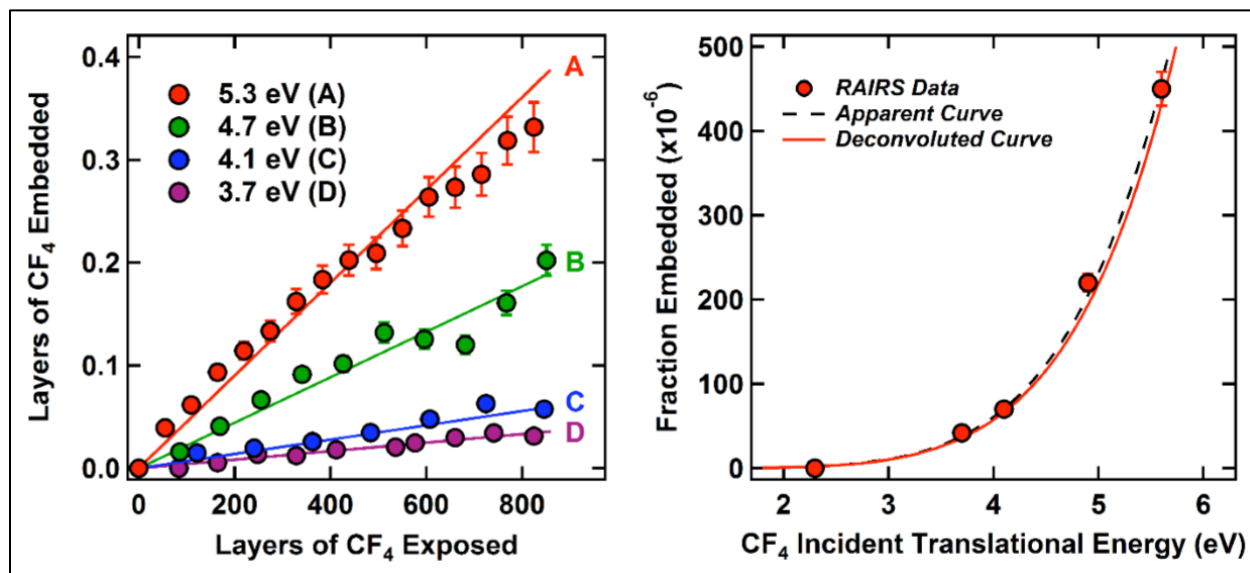 0.4
0.3
0.2
0.1
0.0
Layers of CF4 Embedded
5.3 eV (A)
4.7 eV (B)
4.1 eV (C)
3.7 eV (D)
A
B
C
D
0 200 400 600 800
Layers of CF4 Exposed
500
400
300
200
100
0
Fraction Embedded (x10-6)
RAIRS Data
Apparent Curve
Deconvoluted Curve
2 3 4 5 6
CF4 Incident Translational Energy (eV)